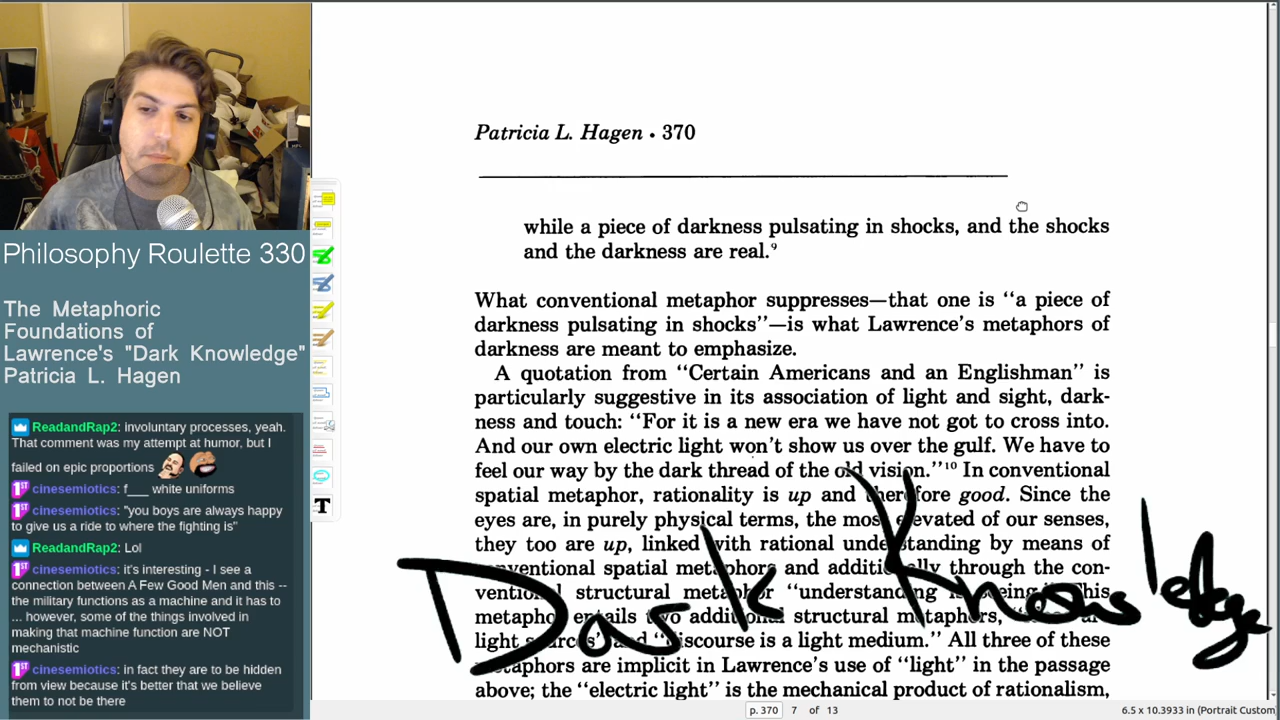 Philosophy Roulette 330
The Metaphoric
Foundations of
Lawrence's "Dark Knowledge"
Patricia L. Hagen
ReadandRap2: involuntary processes, yeah.
That comment was my attempt at humor, but I
failed on epic proportions
cinesemiotics: f___ white uniforms
cinesemiotics: "you boys are always happy
to give us a ride to where the fighting is"
ReadandRap2: Lol
cinesemiotics: it's interesting - I see a
connection between A Few Good Men and this --
the military functions as a machine and it has to
... however, some of the things involved in
making that machine function are NOT
mechanistic
cinesemiotics: in fact they are to be hidden
from view because it's better that we believe
them to not be there
T
Patricia L. Hagen • 370
while a piece of darkness pulsating in shocks, and the shocks
and the darkness are real.⁹
What conventional metaphor suppresses—that one is “a piece of
darkness pulsating in shocks”—is what Lawrence’s metaphors of
darkness are meant to emphasize.
A quotation from “Certain Americans and an Englishman” is
particularly suggestive in its association of light and sight, dark-
ness and touch: “For it is a new era we have not got to cross into.
And our own electric light won’t show us over the gulf. We have to
feel our way by the dark thread of the old vision.”¹⁰ In conventional
spatial metaphor, rationality is up and therefore good. Since the
eyes are, in purely physical terms, the most elevated of our senses,
they too are up, linked with rational understanding by means of
conventional spatial metaphors and additionally through the con-
ventional structural metaphor “understanding is seeing.” This
metaphor entails two additional structural metaphors,
light sources” and “discourse is a light medium.” All three of these
metaphors are implicit in Lawrence’s use of “light” in the passage
above; the “electric light” is the mechanical product of rationalism,
Dark Knowledge
p. 370 7 of 13
6.5 x 10.3933 in (Portrait Custom